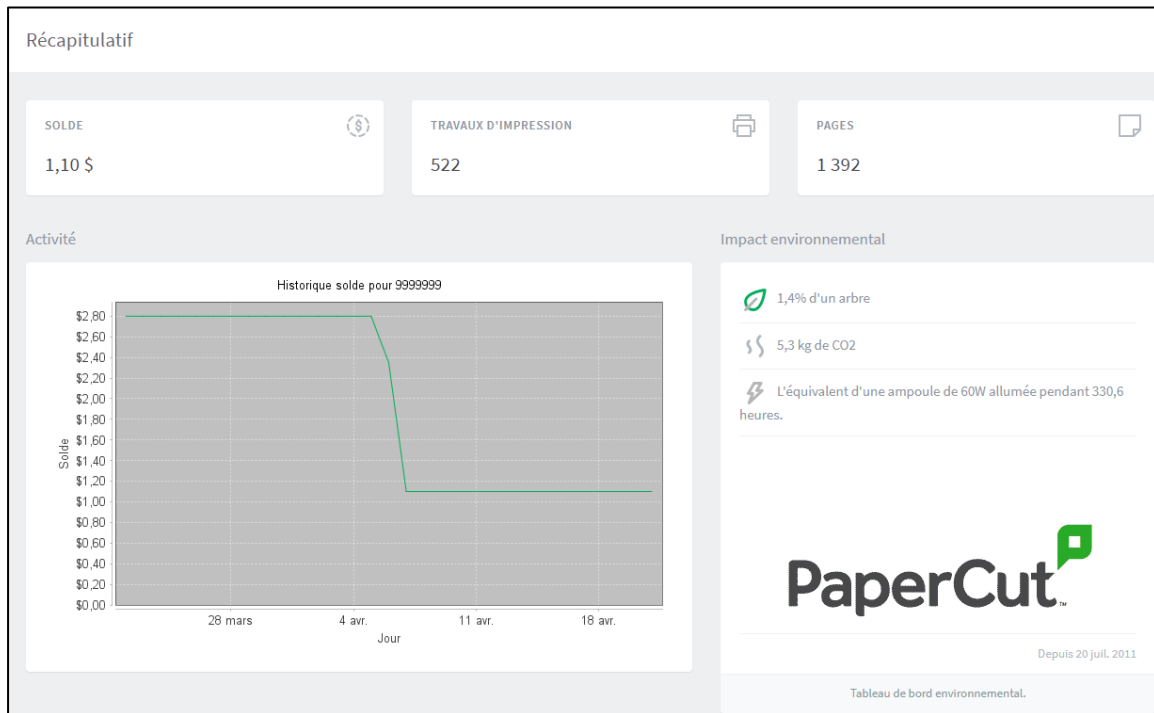 Récapitulatif
SOLDE
1,10 $
TRAVAUX D'IMPRESSION
522
PAGES
1 392
Activité
Historique solde pour 9999999
$2,80
$2,60
$2,40
$2,20
$2,00
$1,80
$1,60
$1,40
$1,20
$1,00
$0,80
$0,60
$0,40
$0,20
$0,00
Solde
28 mars
4 avr.
11 avr.
18 avr.
Jour
Impact environnemental
1,4% d'un arbre
5,3 kg de CO2
L'équivalent d'une ampoule de 60W allumée pendant 330,6
heures.
PaperCut™
Depuis 20 juil. 2011
Tableau de bord environnemental.